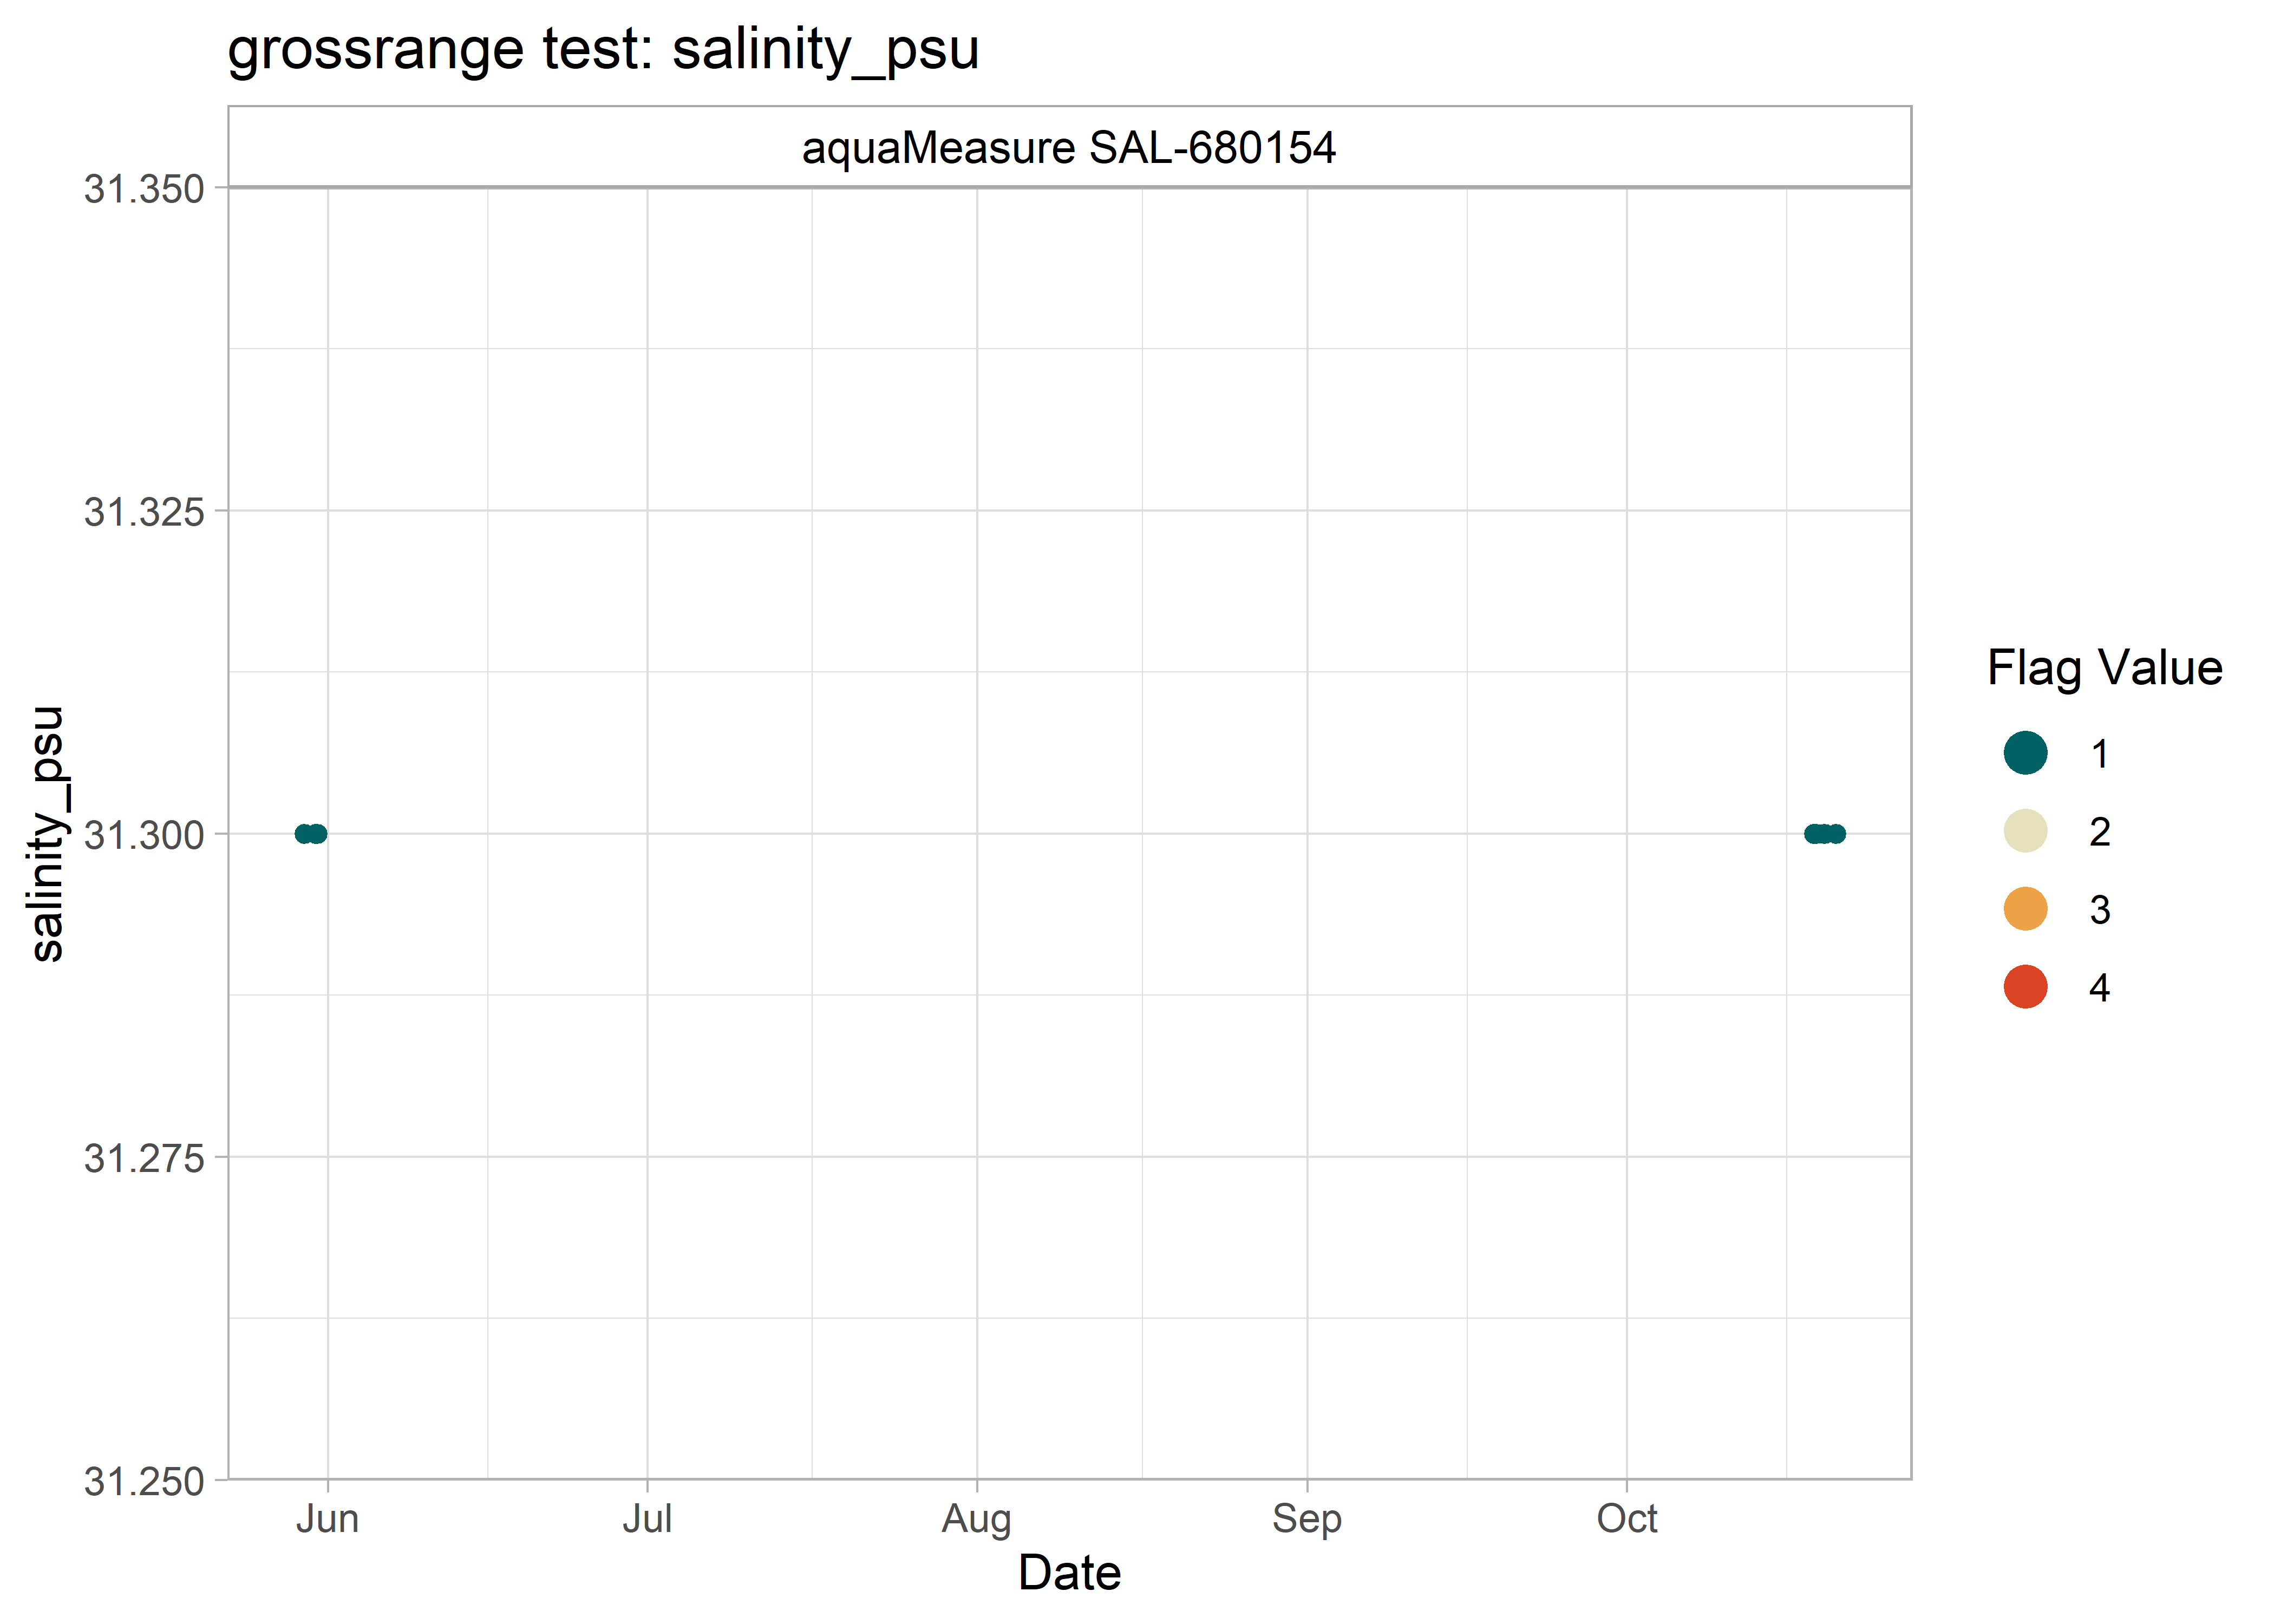 grossrange test: salinity_psu
aquaMeasure SAL-680154
31.350
31.325
31.300
31.275
31.250
salinity_psu
Jun
Jul
Aug
Sep
Oct
Date
Flag Value
1
2
3
4